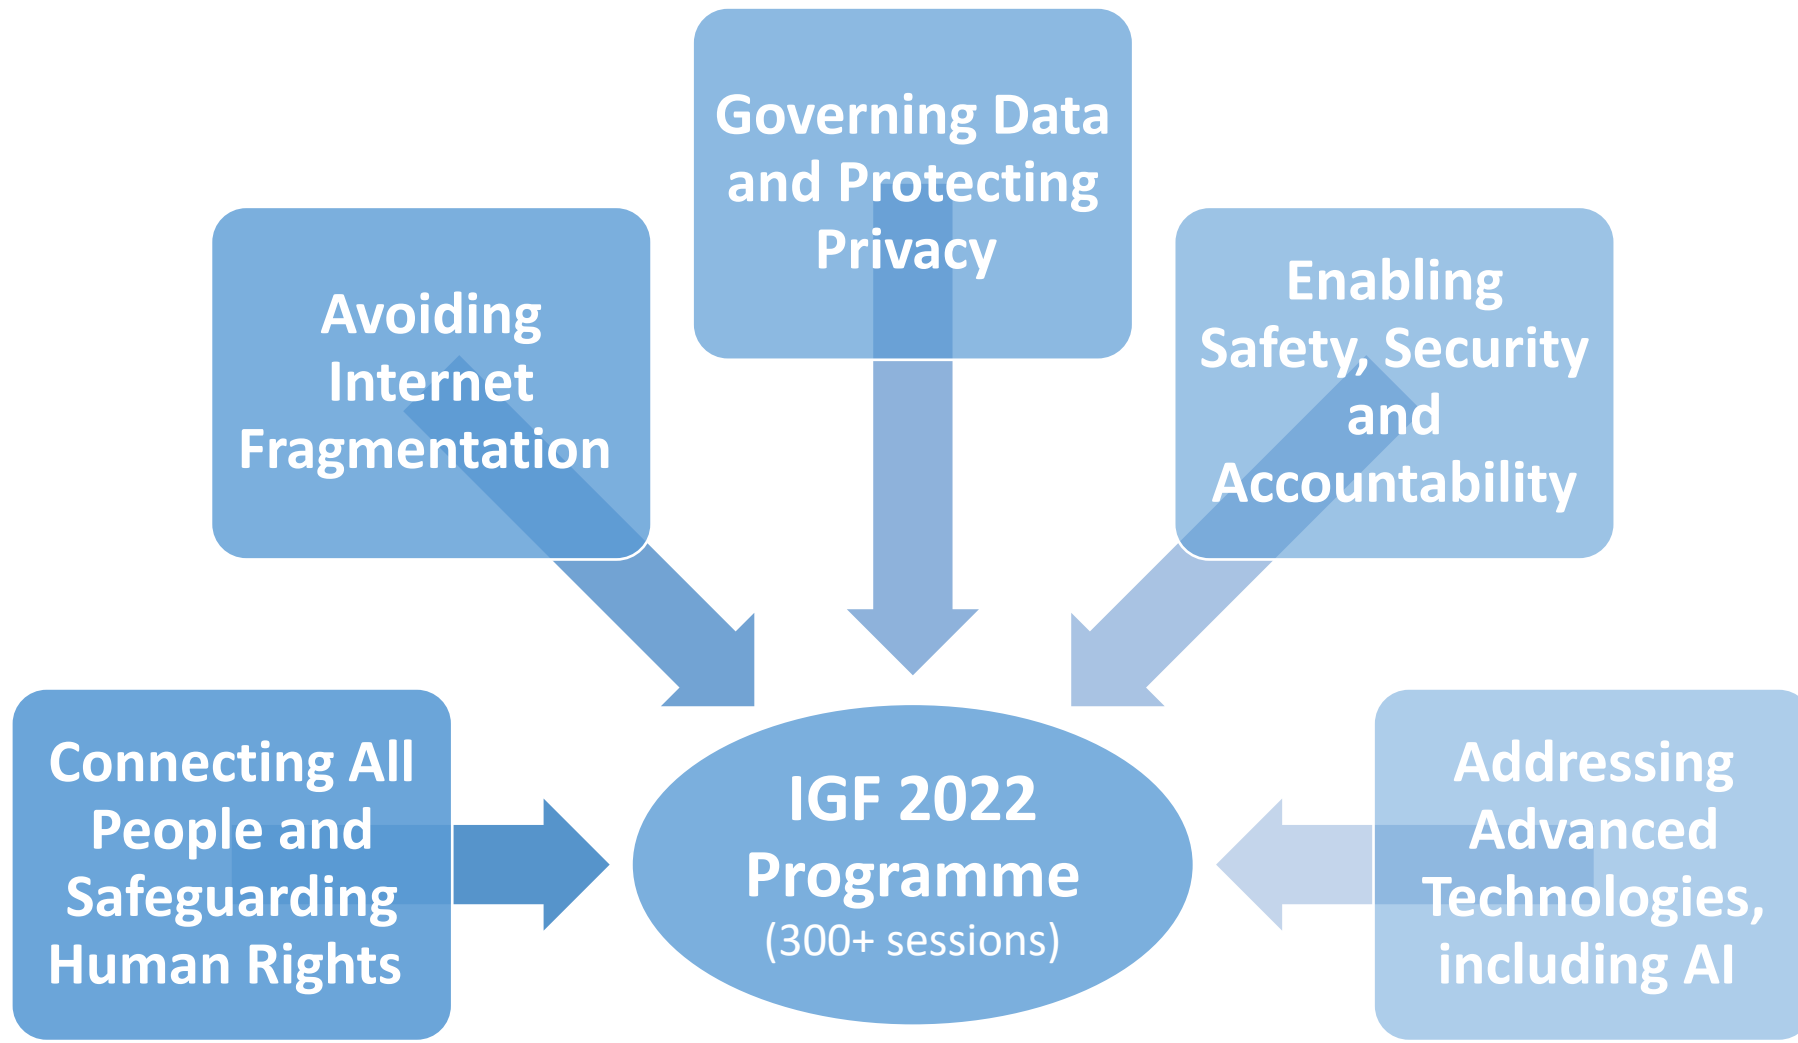 Governing Data
and Protecting
Privacy
Avoiding
Internet
Fragmentation
Enabling
Safety, Security
and
Accountability
Connecting All
People and
Safeguarding
Human Rights
IGF 2022
Programme
(300+ sessions)
Addressing
Advanced
Technologies,
including AI